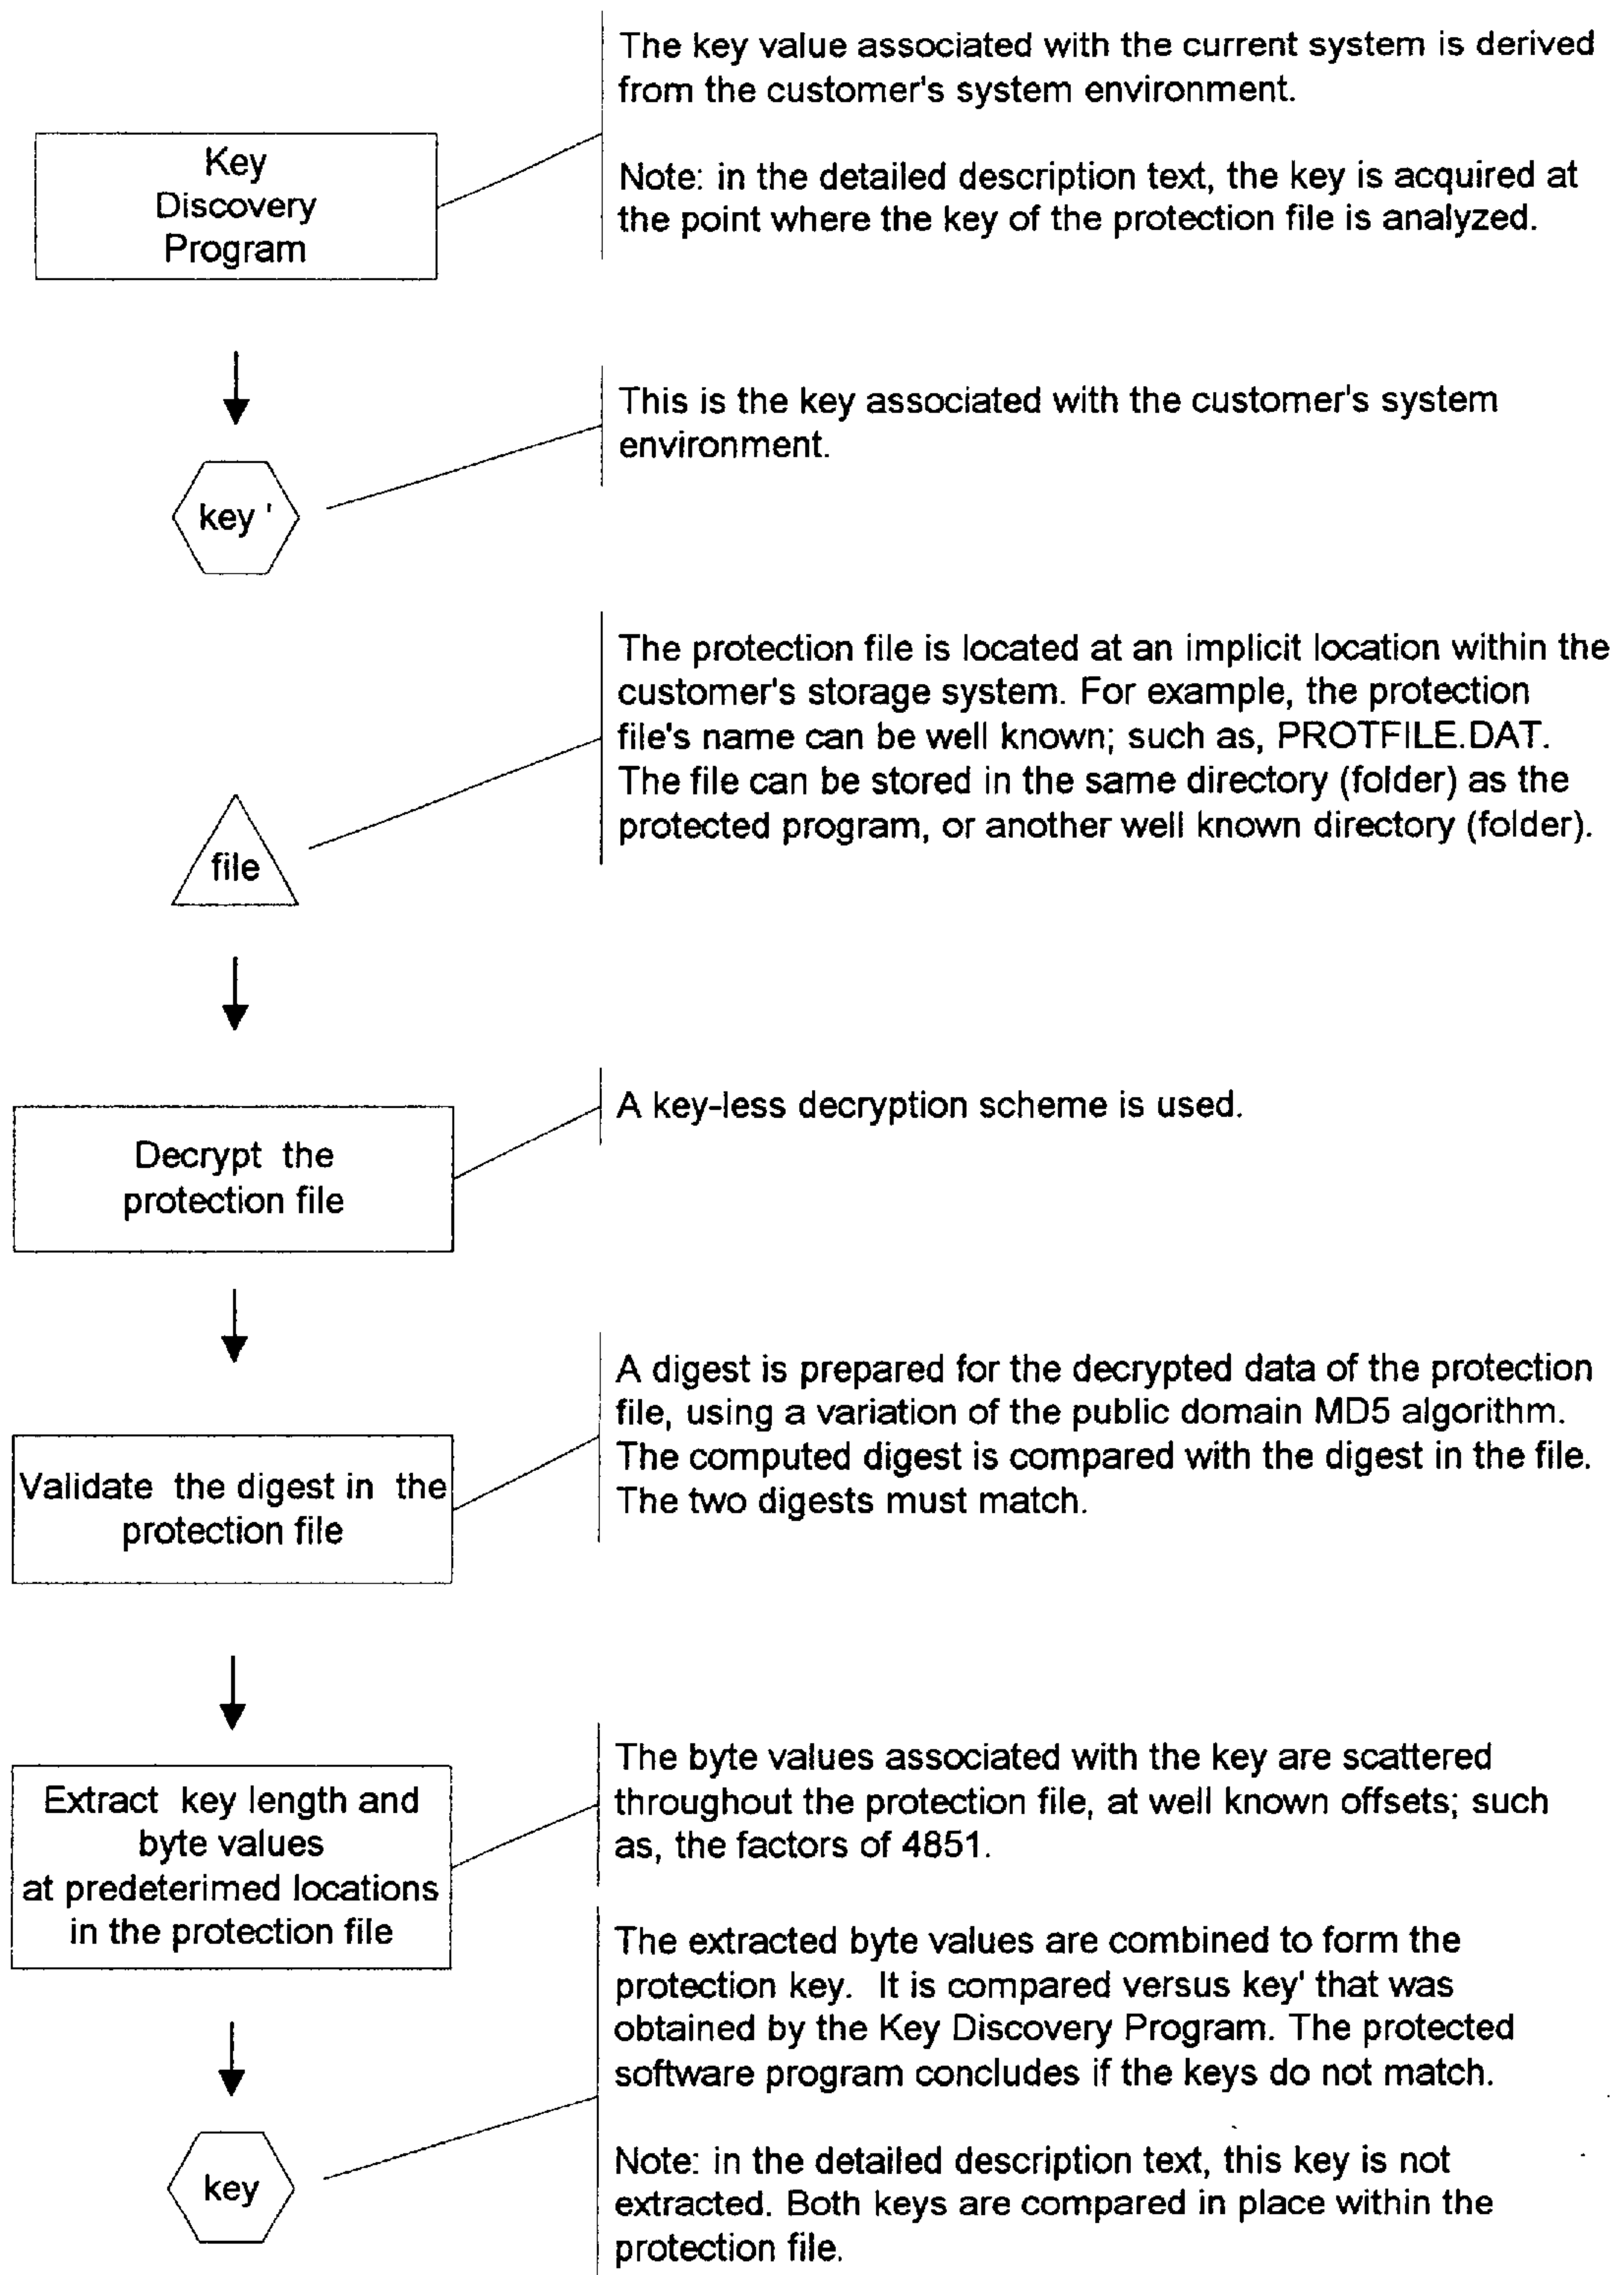 The key value associated with the current system is derived
from the customer's system environment.
Key
Discovery
Program
Note: in the detailed description text, the key is acquired at
the point where the key of the protection file is analyzed.
This is the key associated with the customer's system
environment.
key '
The protection file is located at an implicit location within the
customer's storage system. For example, the protection
file's name can be well known; such as, PROTFILE.DAT.
The file can be stored in the same directory (folder) as the
protected program, or another well known directory (folder).
file
A key-less decryption scheme is used.
Decrypt the
protection file
A digest is prepared for the decrypted data of the protection
file, using a variation of the public domain MD5 algorithm.
The computed digest is compared with the digest in the file.
The two digests must match.
Validate the digest in the
protection file
The byte values associated with the key are scattered
throughout the protection file, at well known offsets; such
as, the factors of 4851.
Extract key length and
byte values
at predeterimed locations
in the protection file
The extracted byte values are combined to form the
protection key. It is compared versus key' that was
obtained by the Key Discovery Program. The protected
software program concludes if the keys do not match.
key
Note: in the detailed description text, this key is not
extracted. Both keys are compared in place within the
protection file.